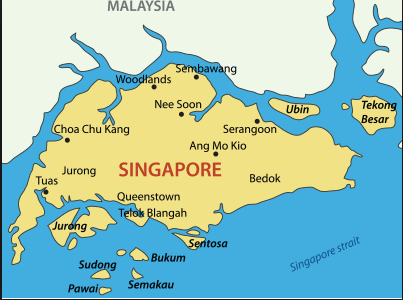 MALAYSIA
Sembawang
Woodlands
Nee Soon
Ubin
Tekong
Besar
Choa Chu Kang
Serangoon
Ang Mo Kio
Jurong
SINGAPORE
Tuas
Bedok
Queenstown
Telok Blangah
Jurong
Sentosa
Singapore strait
Bukum
Sudong
Semakau
Pawai